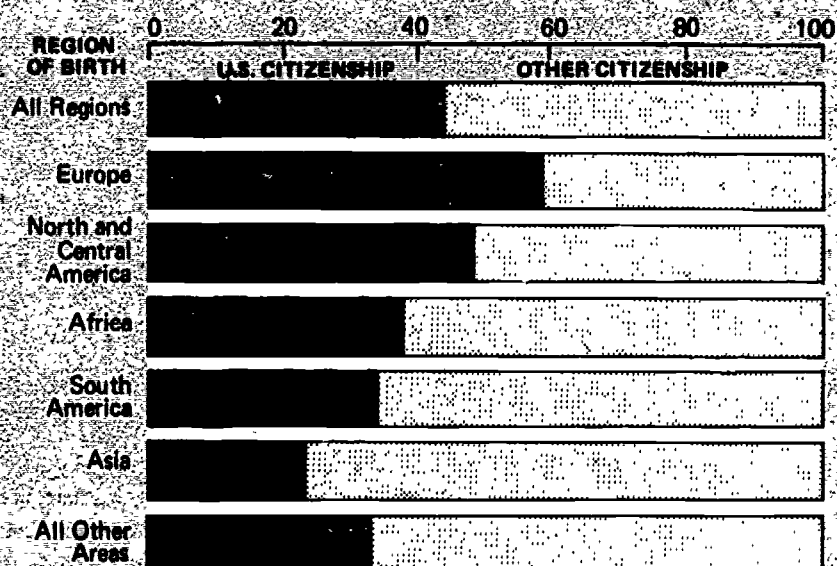 0 20 40 60 80 100
REGION
OF BIRTH
U.S. CITIZENSHIP OTHER CITIZENSHIP
All Regions
Europe
North and
Central
America
Africa
South
America
Asia
All Other
Areas